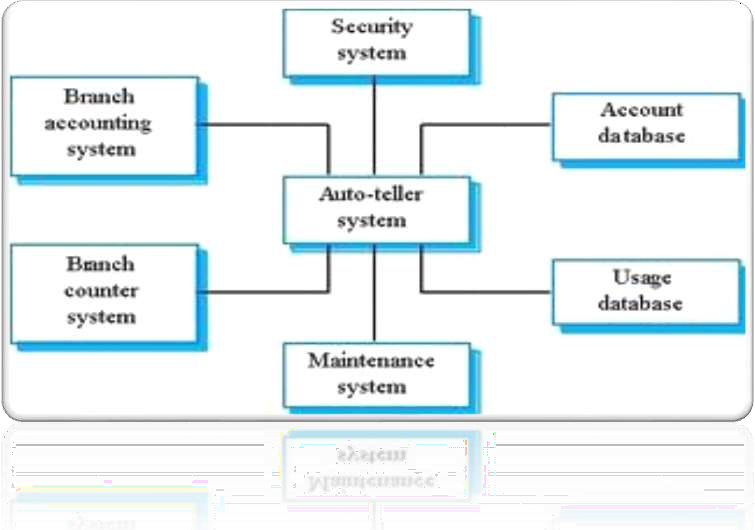 Security
system
Branch
accounting
system
Account
database
Auto-teller
system
Branch
counter
system
Usage
database
Maintenance
system